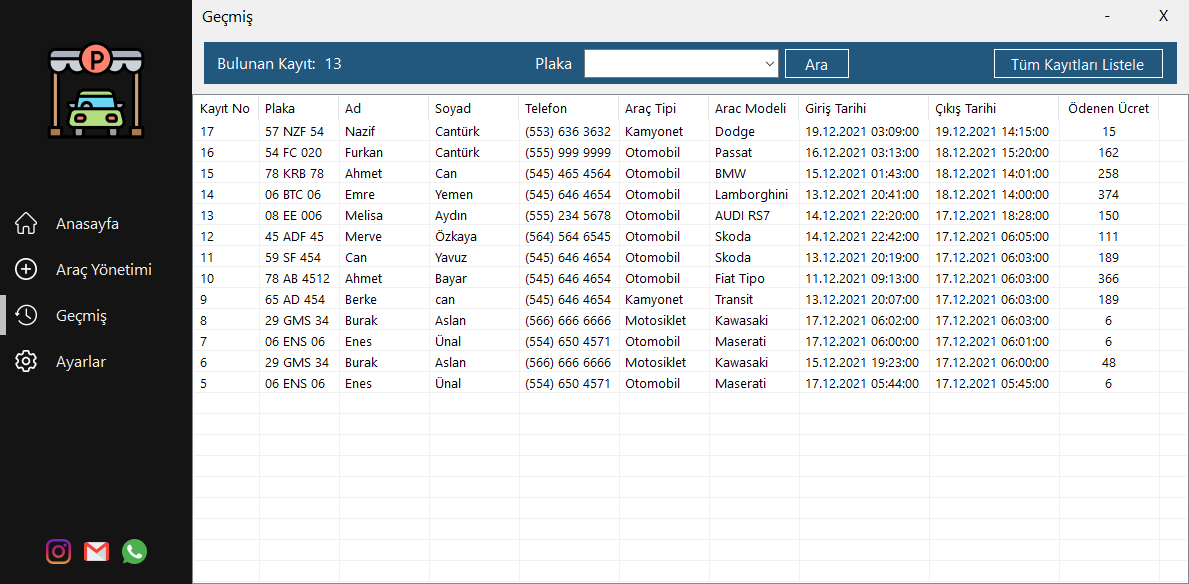 Geçmiş
-
X
P
Bulunan Kayıt: 13 Plaka Ara Tüm Kayıtları Listele
Anasayfa
Araç Yönetimi
Geçmiş
Ayarlar
Kayıt No Plaka Ad Soyad Telefon Araç Tipi Arac Modeli Giriş Tarihi Çıkış Tarihi Ödenen Ücret
17 57 NZF 54 Nazif Cantürk (553) 636 3632 Kamyonet Dodge 19.12.2021 03:09:00 19.12.2021 14:15:00 15
16 54 FC 020 Furkan Cantürk (555) 999 9999 Otomobil Passat 16.12.2021 03:13:00 18.12.2021 15:20:00 162
15 78 KRB 78 Ahmet Can (545) 465 4564 Otomobil BMW 15.12.2021 01:43:00 18.12.2021 14:01:00 258
14 06 BTC 06 Emre Yemen (545) 646 4654 Otomobil Lamborghini 13.12.2021 20:41:00 18.12.2021 14:00:00 374
13 08 EE 006 Melisa Aydın (555) 234 5678 Otomobil AUDI RS7 14.12.2021 22:20:00 17.12.2021 18:28:00 150
12 45 ADF 45 Merve Özkaya (564) 564 6545 Otomobil Skoda 14.12.2021 22:42:00 17.12.2021 06:05:00 111
11 59 SF 454 Can Yavuz (545) 646 4654 Otomobil Skoda 13.12.2021 20:19:00 17.12.2021 06:03:00 189
10 78 AB 4512 Ahmet Bayar (545) 646 4654 Otomobil Fiat Tipo 11.12.2021 09:13:00 17.12.2021 06:03:00 366
9 65 AD 454 Berke can (545) 646 4654 Kamyonet Transit 13.12.2021 20:07:00 17.12.2021 06:03:00 189
8 29 GMS 34 Burak Aslan (566) 666 6666 Motosiklet Kawasaki 17.12.2021 06:02:00 17.12.2021 06:03:00 6
7 06 ENS 06 Enes Ünal (554) 650 4571 Otomobil Maserati 17.12.2021 06:00:00 17.12.2021 06:01:00 6
6 29 GMS 34 Burak Aslan (566) 666 6666 Motosiklet Kawasaki 15.12.2021 19:23:00 17.12.2021 06:00:00 48
5 06 ENS 06 Enes Ünal (554) 650 4571 Otomobil Maserati 17.12.2021 05:44:00 17.12.2021 05:45:00 6